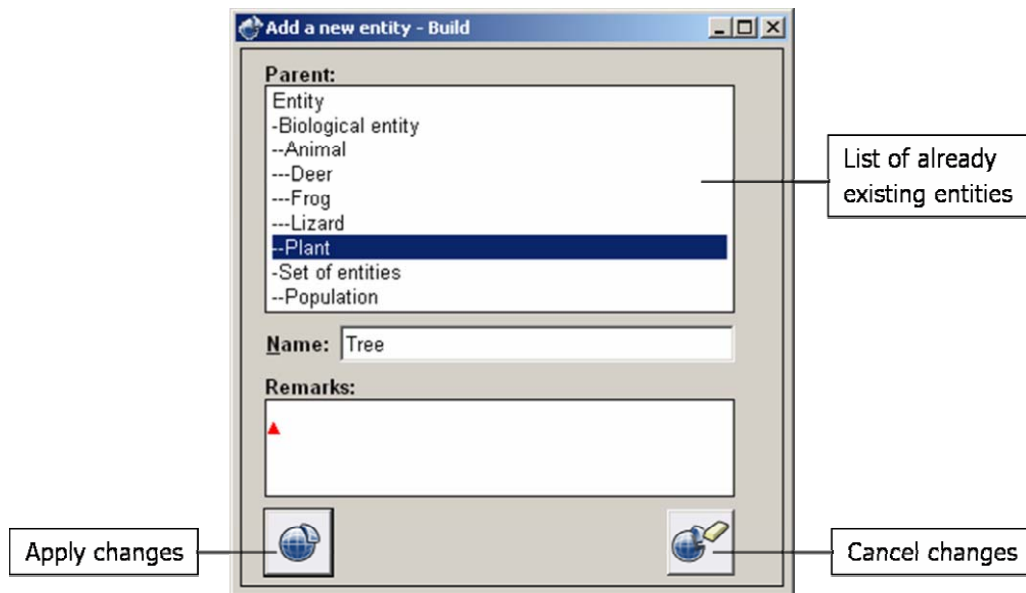 Add a new entity - Build
Parent:
Entity
-Biological entity
--Animal
---Deer
---Frog
---Lizard
--Plant
-Set of entities
--Population
List of already
existing entities
Name: Tree
Remarks:
Apply changes
Cancel changes